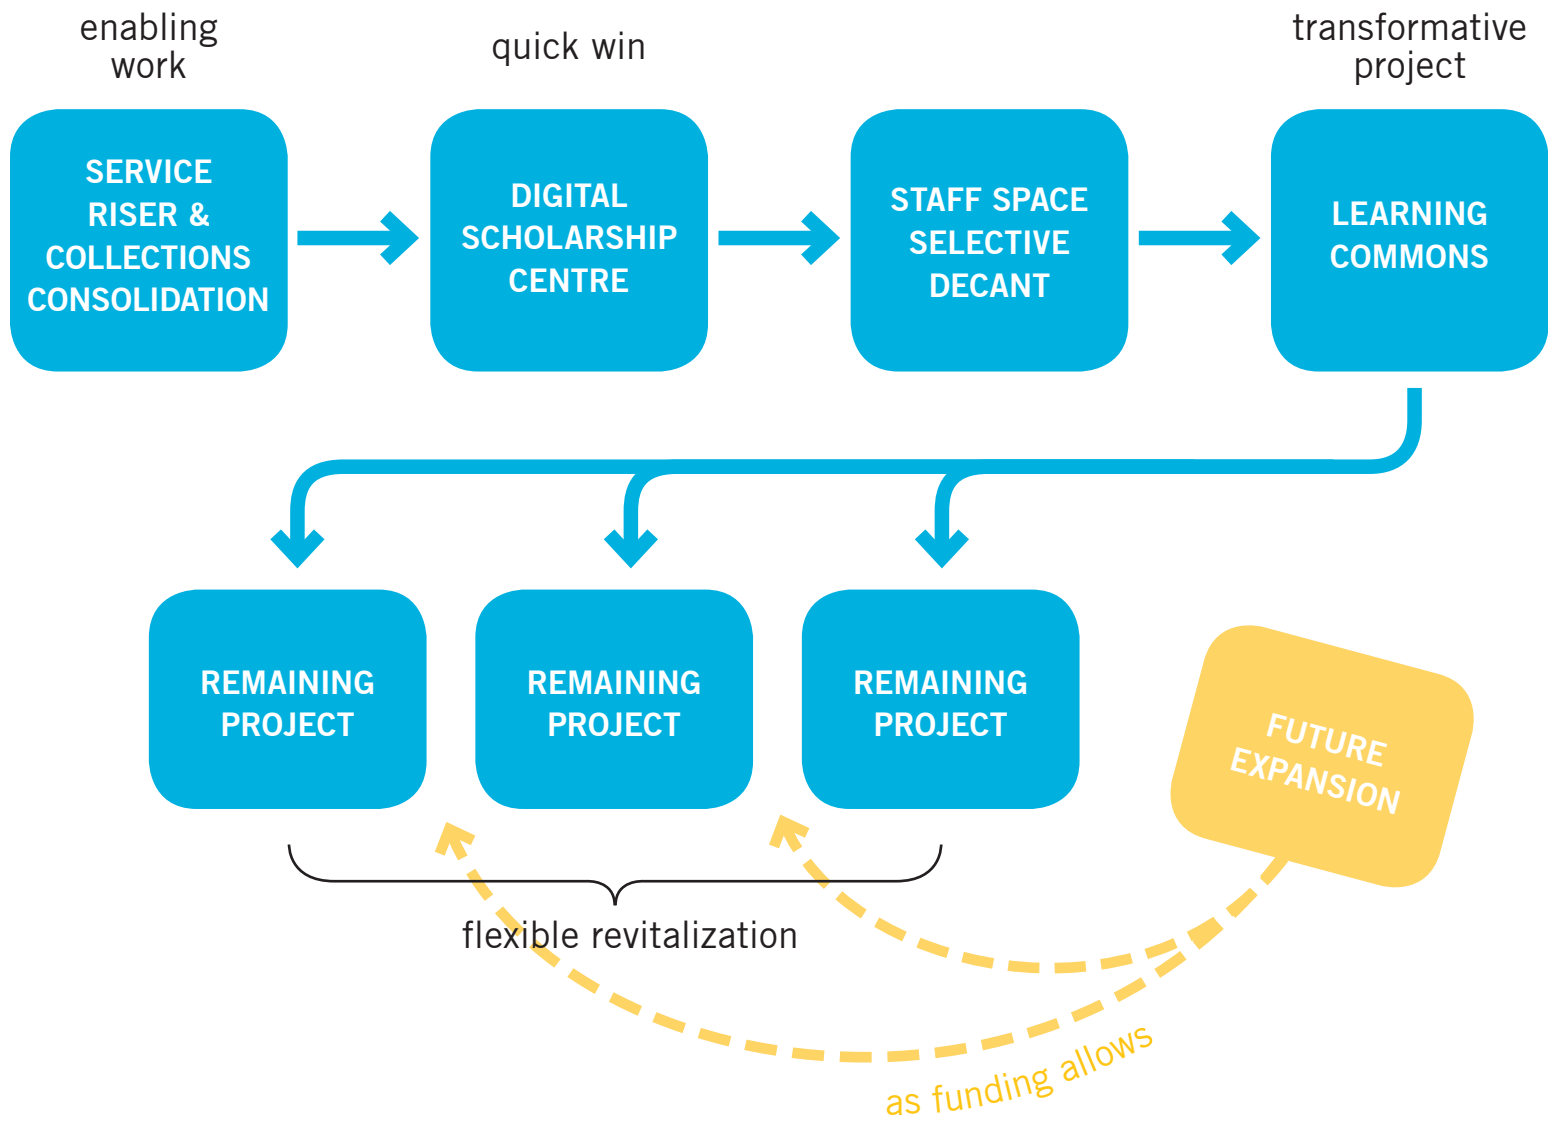 enabling
work
quick win
transformative
project
SERVICE
RISER &
COLLECTIONS
CONSOLIDATION
DIGITAL
SCHOLARSHIP
CENTRE
STAFF SPACE
SELECTIVE
DECANT
LEARNING
COMMONS
REMAINING
PROJECT
REMAINING
PROJECT
REMAINING
PROJECT
FUTURE
EXPANSION
flexible revitalization
as funding allows